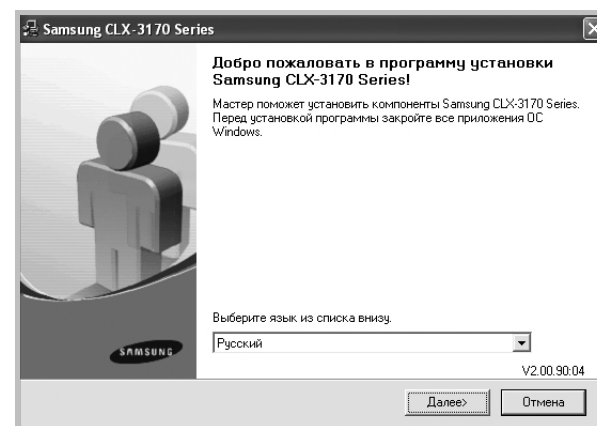 Samsung CLX-3170 Series
Добро пожаловать в программу установки
Samsung CLX-3170 Series!
Мастер поможет установить компоненты Samsung CLX-3170 Series.
Перед установкой программы закройте все приложения ОС
Windows.
Выберите язык из списка внизу.
Русский
SAMSUNG
V2.00.90:04
Далее>
Отмена